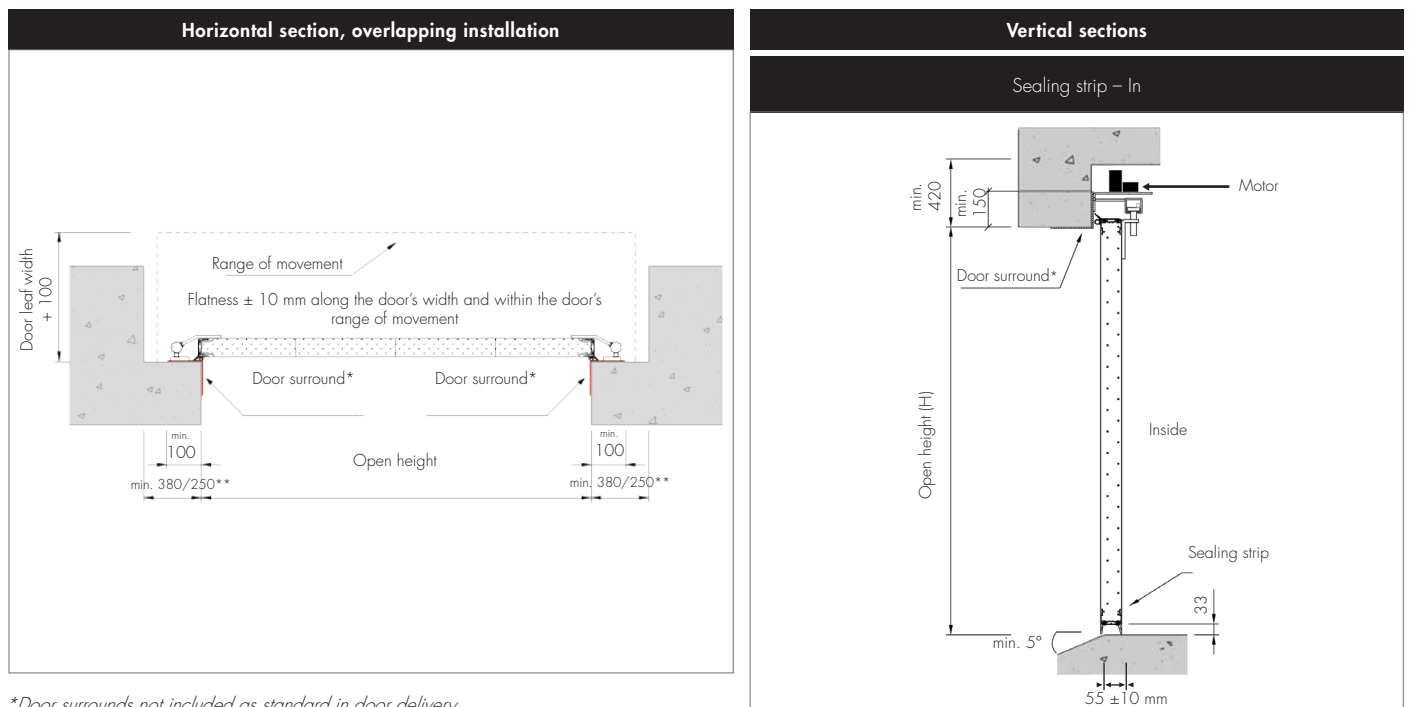 Horizontal section, overlapping installation
Door leaf width
+ 100
Range of movement
Flatness ± 10 mm along the door's width and within the door's
range of movement
Door surround*
Door surround*
min.
100
min.
100
Open height
min. 380/250**
min. 380/250**
*Door surrounds not included as standard in door delivery
Vertical sections
Sealing strip – In
min.
420
min.
150
Motor
Door surround*
Open height (H)
Inside
Sealing strip
33
min. 5°
55 ±10 mm